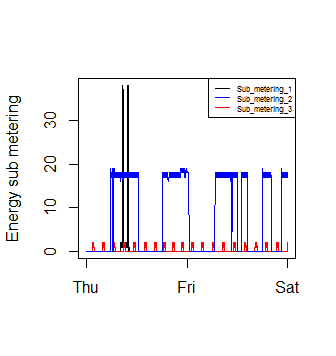 Sub_metering_1
Sub_metering_2
Sub_metering_3
Energy sub metering
30
20
10
0
Thu Fri Sat